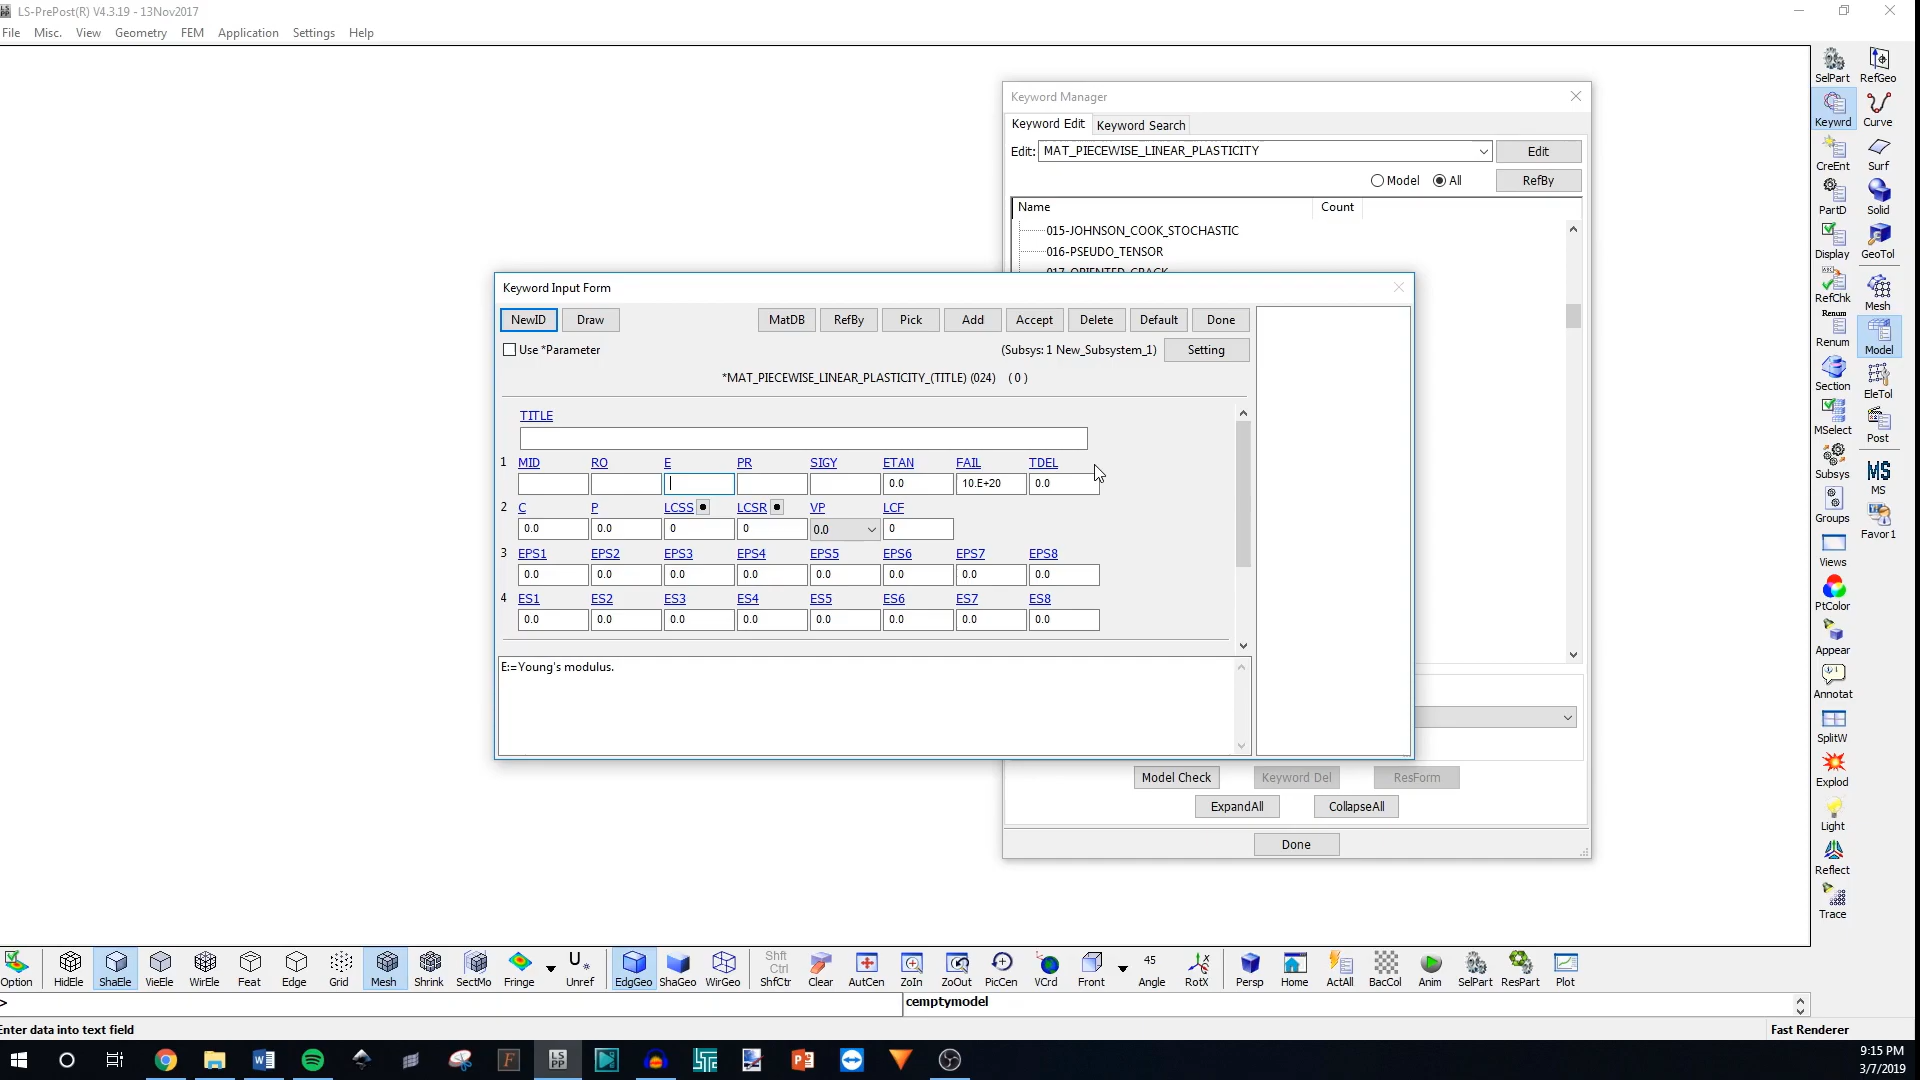 LS-PrePost(R) V4.3.19 - 13Nov2017
File Misc. View Geometry FEM Application Settings Help
Keyword Manager
Keyword Edit Keyword Search
Edit: MAT_PIECEWISE_LINEAR_PLASTICITY Edit
Model All RefBy
Name Count
015-JOHNSON_COOK_STOCHASTIC
016-PSEUDO_TENSOR
017-ORIENTED_CRACK
Keyword Input Form
NewID Draw MatDB RefBy Pick Add Accept Delete Default Done
Use *Parameter (Subsys: 1 New_Subsystem_1) Setting
*MAT_PIECEWISE_LINEAR_PLASTICITY_(TITLE) (024) ( 0 )
TITLE
1 MID RO E PR SIGY ETAN FAIL TDEL
0.0 10.E+20 0.0
2 C P LCSS LCSR VP LCF
0.0 0.0 0 0 0.0 0
3 EPS1 EPS2 EPS3 EPS4 EPS5 EPS6 EPS7 EPS8
0.0 0.0 0.0 0.0 0.0 0.0 0.0 0.0
4 ES1 ES2 ES3 ES4 ES5 ES6 ES7 ES8
0.0 0.0 0.0 0.0 0.0 0.0 0.0 0.0
E:=Young's modulus.
Model Check Keyword Del ResForm
ExpandAll CollapseAll
Done
SelPart RefGeo
Keywrd Curve
CreEnt Surf
PartD Solid
Display GeoTol
RefChk Mesh
Renum
Renum Model
Section EleTol
MSelect Post
Subsys MS
MS
Groups Favor1
Views
PtColor
Appear
Annotat
SplitW
Explod
Light
Reflect
Trace
Option HidEle ShaEle VieEle WirEle Feat Edge Grid Mesh Shrink SectMo Fringe Unref EdgGeo ShaGeo WirGeo
Shft
Ctrl
ShfCtr Clear AutCen ZoIn ZoOut PicCen VCrd Front
45
Angle RotX Persp Home ActAll BacCol Anim SelPart ResPart Plot
> cemptymodel
Enter data into text field Fast Renderer
LS
PP
9:15 PM
3/7/2019